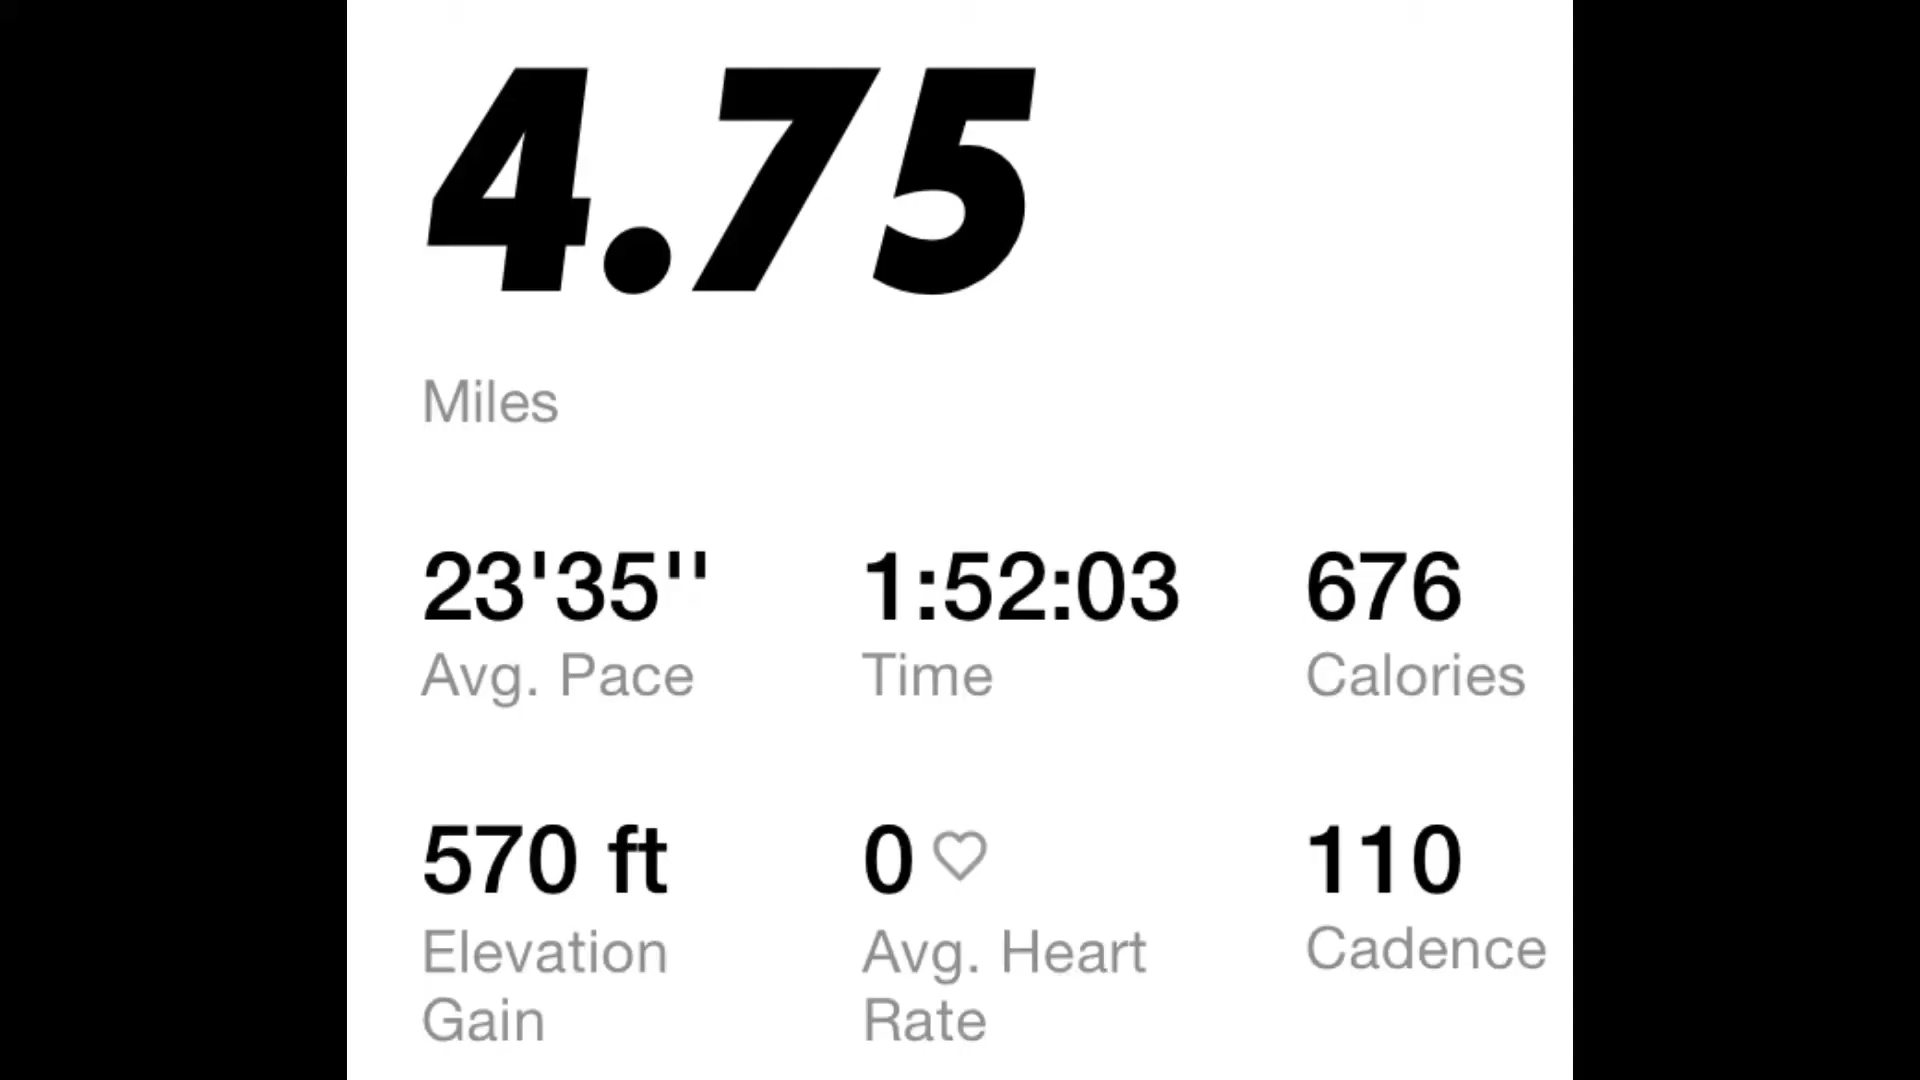 4.75
Miles
23'35''
1:52:03
676
Avg. Pace
Time
Calories
570 ft
0
110
Elevation
Gain
Avg. Heart
Rate
Cadence